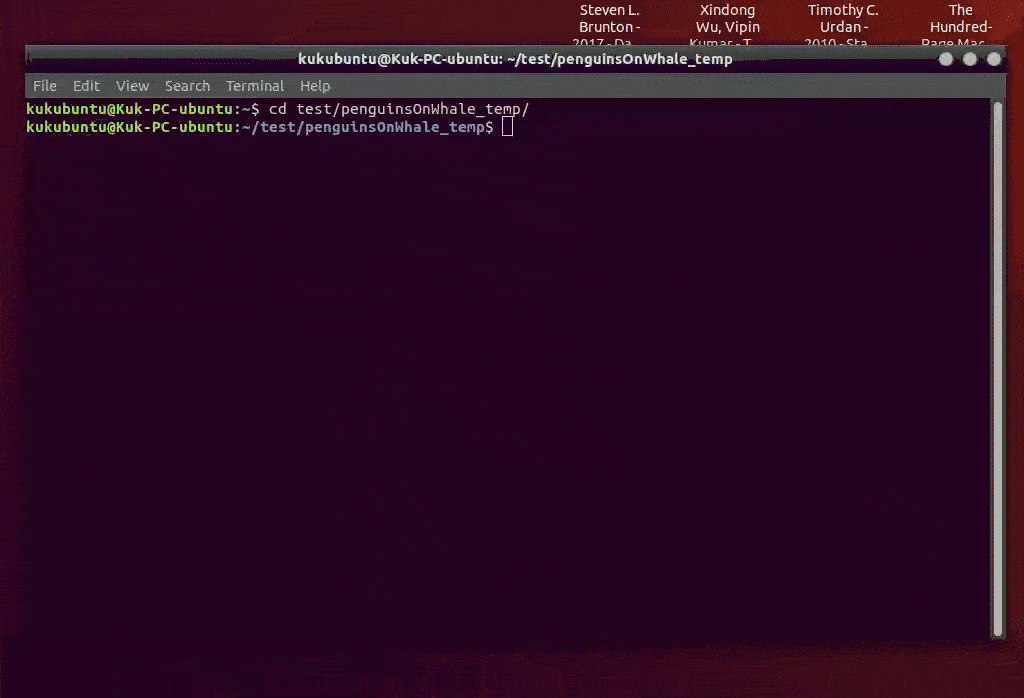 Steven L.
Brunton -
2017 - Da...
Xindong
Wu, Vipin
Kumar - T...
Timothy C.
Urdan -
2010 - Sta...
The
Hundred-
Page Mac...
kukubuntu@Kuk-PC-ubuntu: ~/test/penguinsOnWhale_temp
File Edit View Search Terminal Help
kukubuntu@Kuk-PC-ubuntu:~$ cd test/penguinsOnWhale_temp/
kukubuntu@Kuk-PC-ubuntu:~/test/penguinsOnWhale_temp$